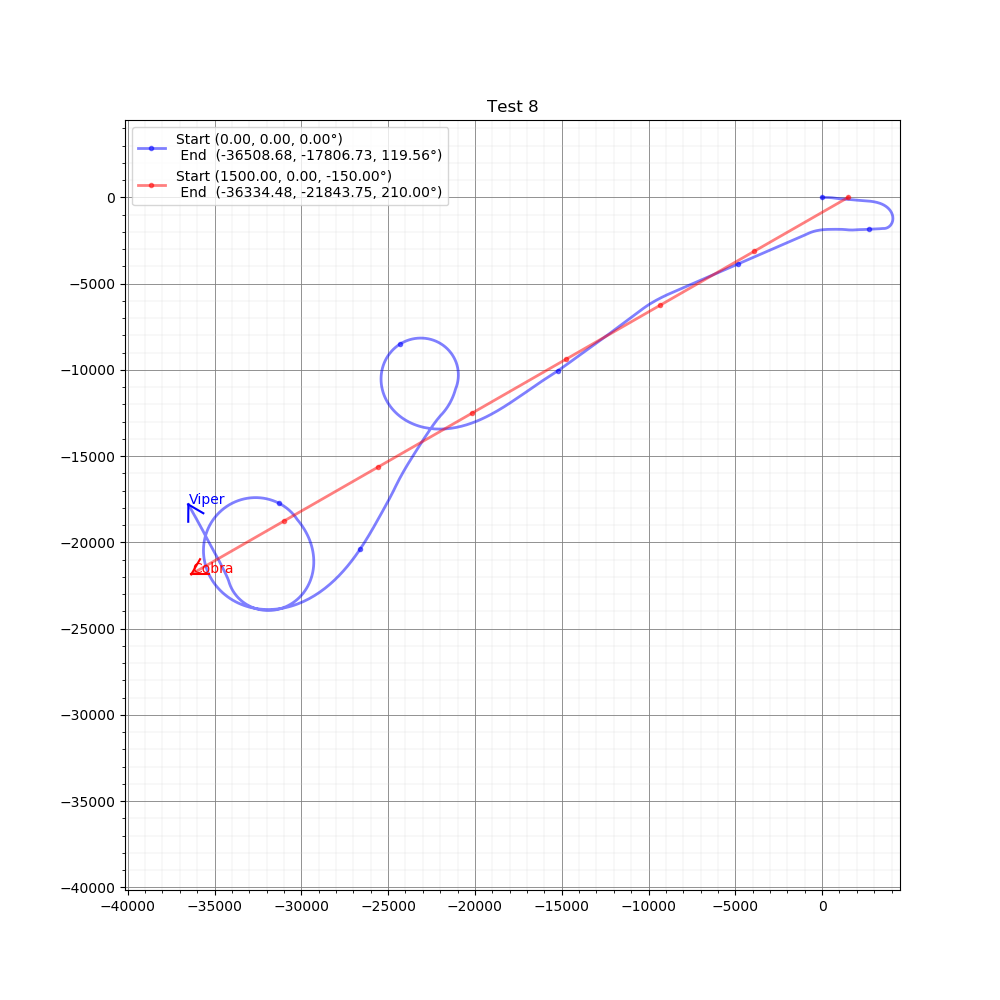 Test 8
Start (0.00, 0.00, 0.00°)
End (-36508.68, -17806.73, 119.56°)
Start (1500.00, 0.00, -150.00°)
End (-36334.48, -21843.75, 210.00°)
0
−5000
−10000
−15000
Viper
−20000
Cobra
−25000
−30000
−35000
−40000
−40000 −35000 −30000 −25000 −20000 −15000 −10000 −5000 0